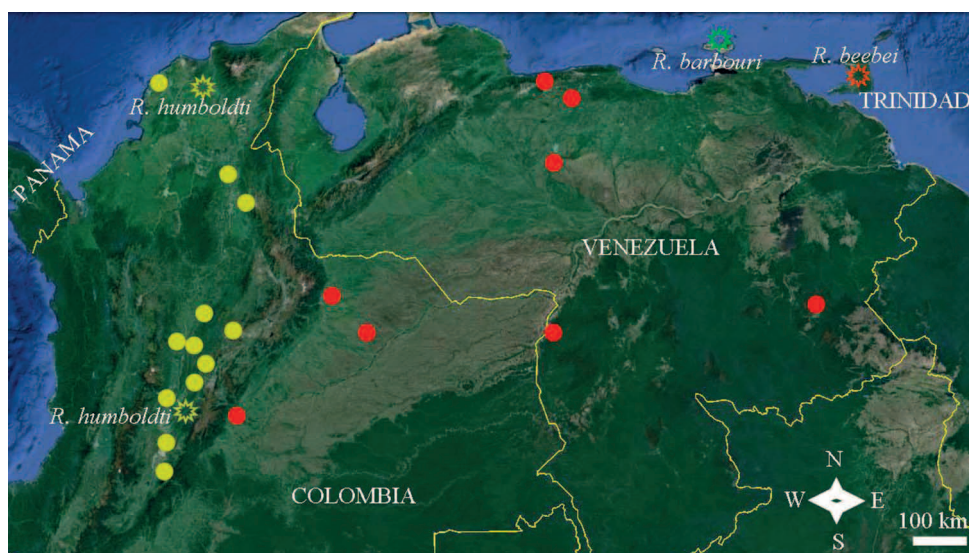 R. barbouri
R. beebei
TRINIDAD
R. humboldti
PANAMA
VENEZUELA
R. humboldti
COLOMBIA
N
W E
S
100 km